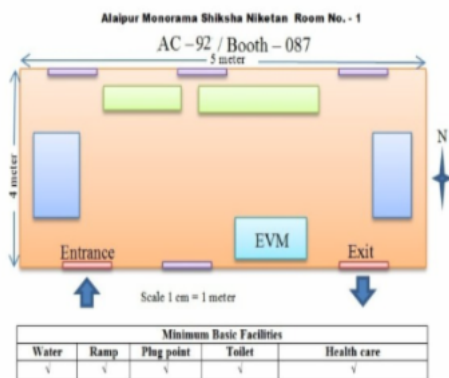 Alaipur Monorama Shiksha Niketan Room No. - 1
AC – 92 / Booth – 087
5 meter
4 meter
N
EVM
Entrance
Exit
Scale 1 cm = 1 meter
Minimum Basic Facilities
Water Ramp Plug point Toilet Health care
√ √ √ √ √